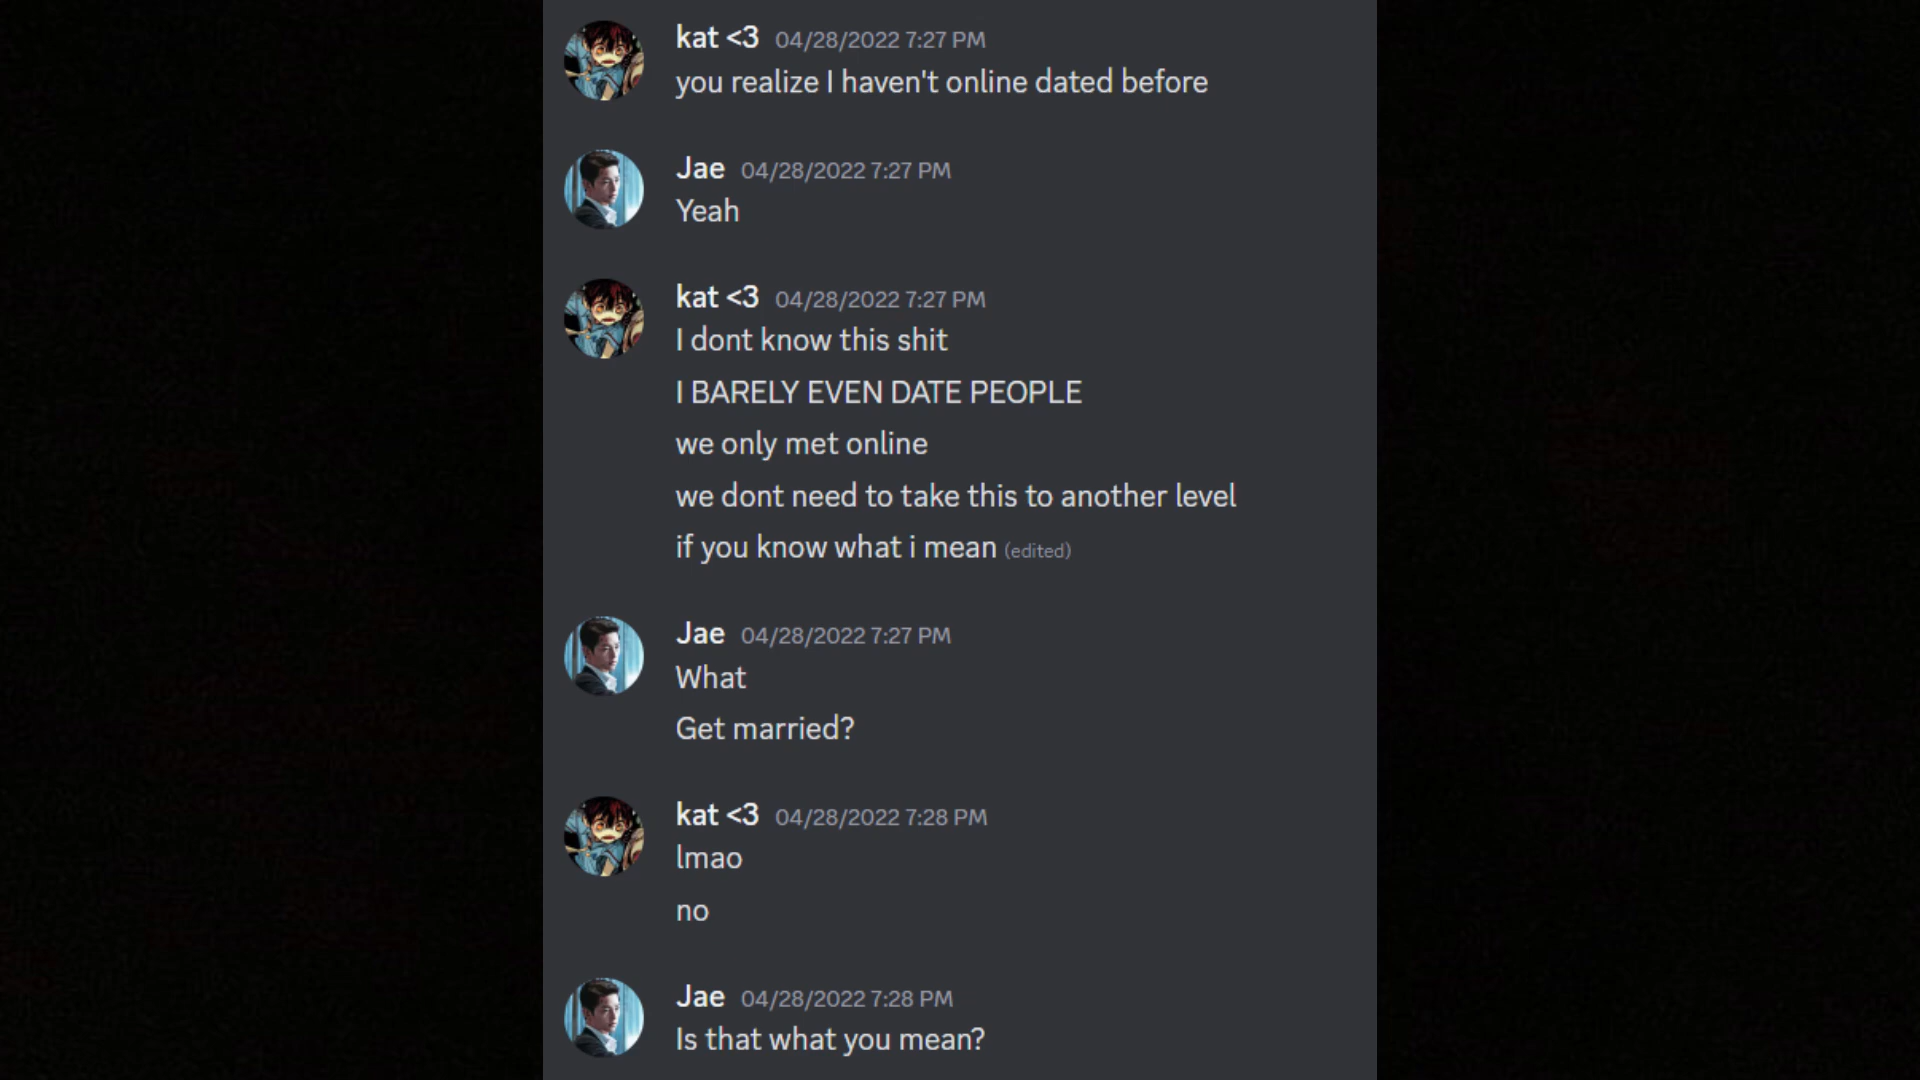 kat <3 04/28/2022 7:27 PM
you realize I haven't online dated before
Jae 04/28/2022 7:27 PM
Yeah
kat <3 04/28/2022 7:27 PM
I dont know this shit
I BARELY EVEN DATE PEOPLE
we only met online
we dont need to take this to another level
if you know what i mean (edited)
Jae 04/28/2022 7:27 PM
What
Get married?
kat <3 04/28/2022 7:28 PM
lmao
no
Jae 04/28/2022 7:28 PM
Is that what you mean?